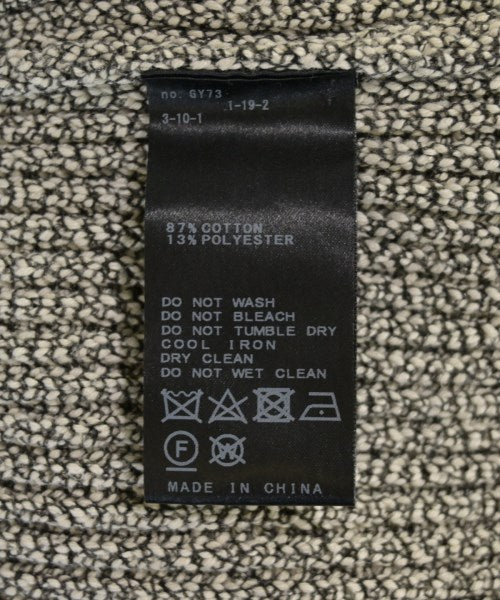 no. GY73
1-19-2
3-10-1
87% COTTON
13% POLYESTER
DO NOT WASH
DO NOT BLEACH
DO NOT TUMBLE DRY
COOL IRON
DRY CLEAN
DO NOT WET CLEAN
F W
MADE IN CHINA